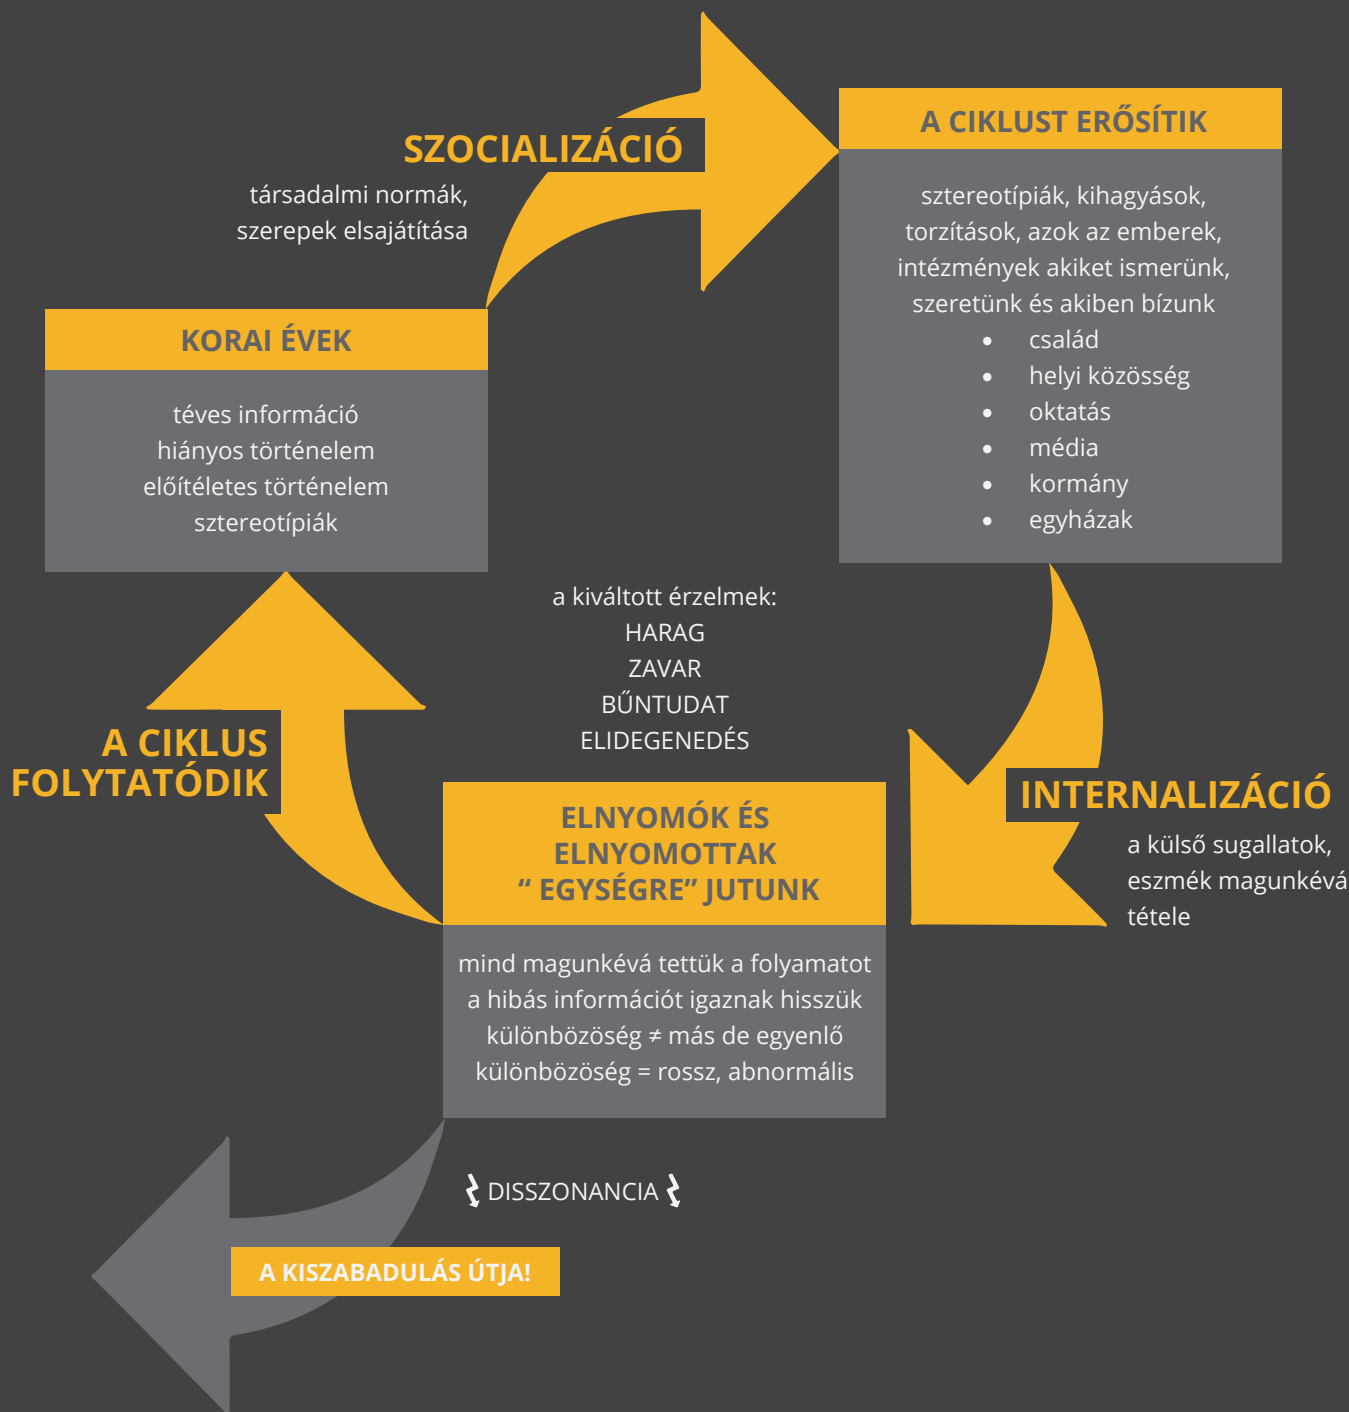 SZOCIALIZÁCIÓ
társadalmi normák,
szerepek elsajátítása
A CIKLUST ERŐSÍTIK
sztereotípiák, kihagyások,
torzítások, azok az emberek,
intézmények akiket ismerünk,
szeretünk és akiben bízunk
• család
• helyi közösség
• oktatás
• média
• kormány
• egyházak
KORAI ÉVEK
téves információ
hiányos történelem
előítéletes történelem
sztereotípiák
a kiváltott érzelmek:
HARAG
ZAVAR
BŰNTUDAT
ELIDEGENEDÉS
INTERNALIZÁCIÓ
a külső sugallatok,
eszmék magunkévá
tétele
ELNYOMÓK ÉS
ELNYOMOTTAK
“ EGYSÉGRE” JUTUNK
mind magunkévá tettük a folyamatot
a hibás információt igaznak hisszük
különbözőség ≠ más de egyenlő
különbözőség = rossz, abnormális
A CIKLUS
FOLYTATÓDIK
DISSZONANCIA
A KISZABADULÁS ÚTJA!